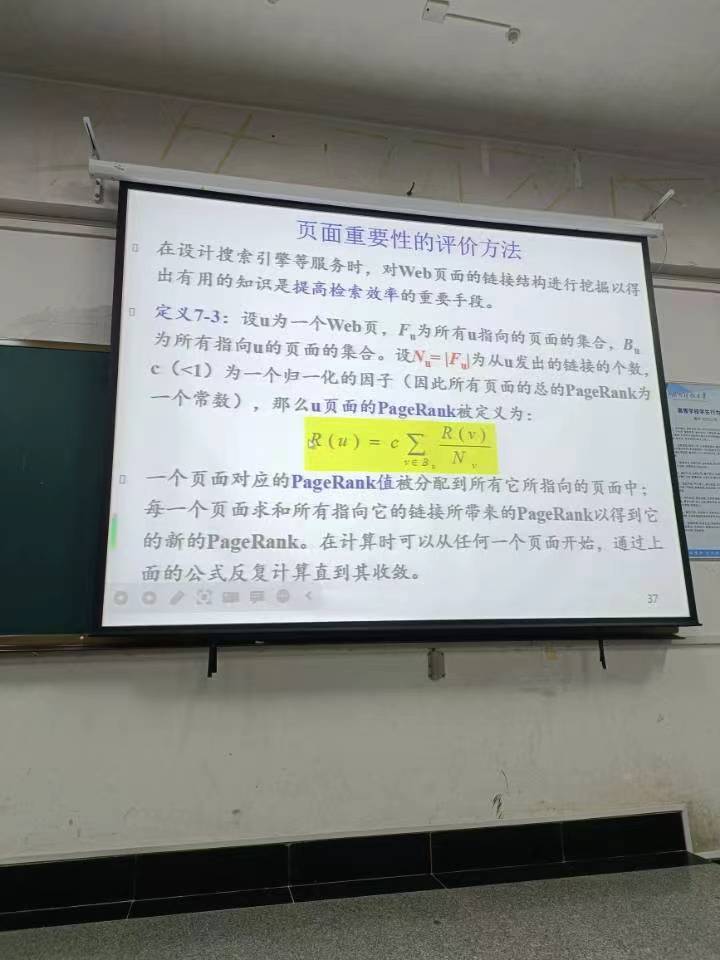 页面重要性的评价方法
在设计搜索引擎等服务时，对Web页面的链接结构进行挖掘以得
出有用的知识是提高检索效率的重要手段。
定义7-3：设u为一个Web页，Fu为所有u指向的页面的集合，Bu
为所有指向u的页面的集合。设Nu= |Fu|为从u发出的链接的个数，
c（<1）为一个归一化的因子（因此所有页面的总的PageRank为
一个常数），那么u页面的PageRank被定义为：
R(u) = c ∑ v∈Bu R(v) / Nv
一个页面对应的PageRank值被分配到所有它所指向的页面中；
每一个页面求和所有指向它的链接所带来的PageRank以得到它
的新的PageRank。在计算时可以从任何一个页面开始，通过上
面的公式反复计算直到其收敛。
37